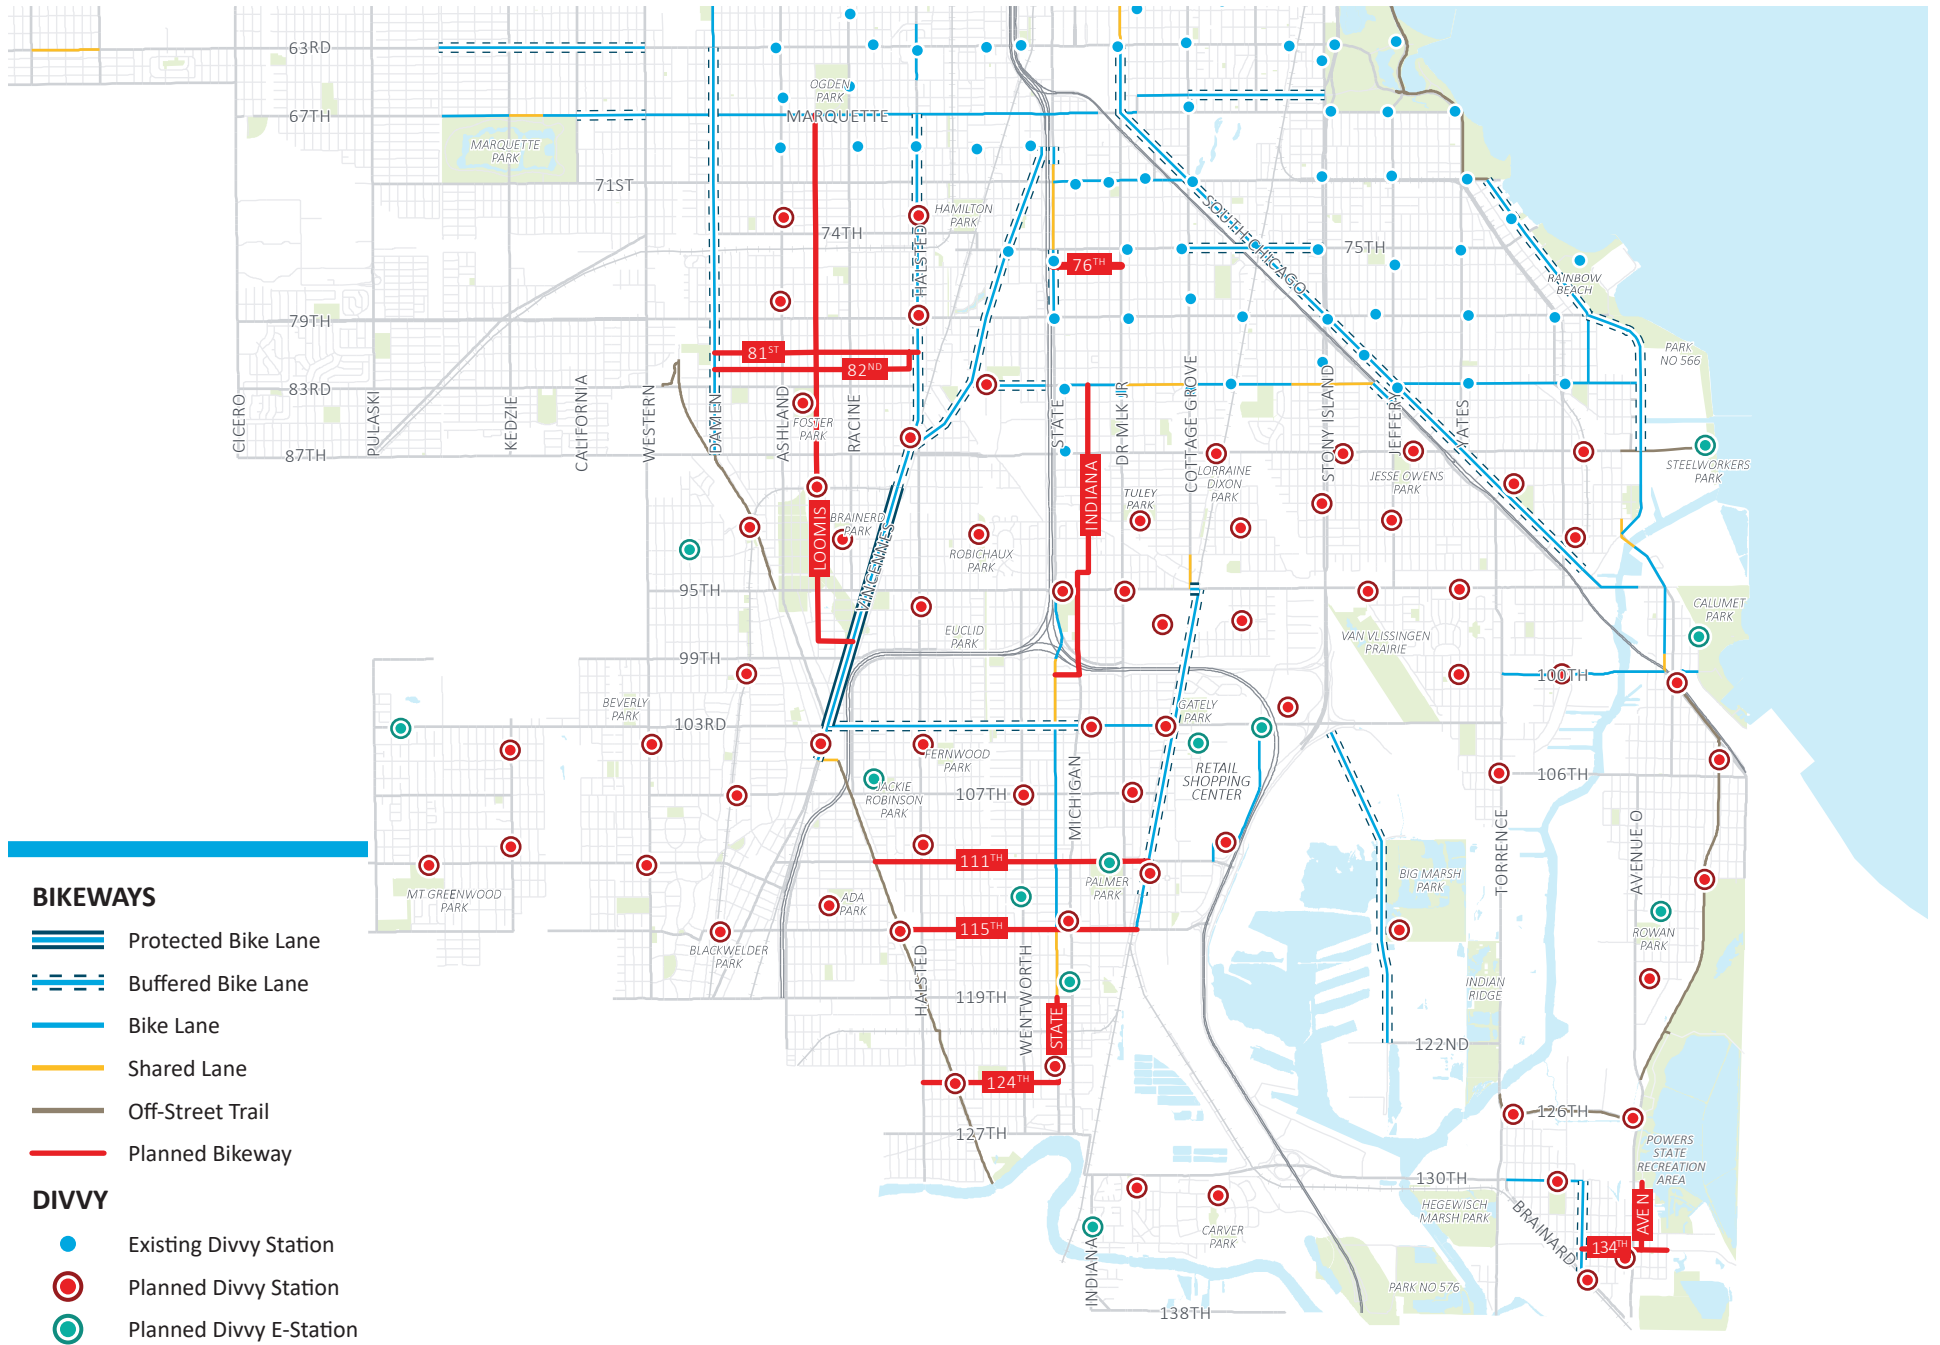 63RD
OGDEN
PARK
67TH
MARQUETTE
MARQUETTE
PARK
71ST
SOUTH CHICAGO
HAMILTON
PARK
74TH
HALSTED
75TH
76TH
RAINBOW
BEACH
79TH
81ST
82ND
PARK
NO 566
83RD
CICERO
PULASKI
KEDZIE
CALIFORNIA
WESTERN
DAMEN
ASHLAND
FOSTER
PARK
RACINE
STATE
DR MLK JR
COTTAGE GROVE
STONY ISLAND
JEFFERY
YATES
87TH
LORRAINE
DIXON
PARK
JESSE OWENS
PARK
STEELWORKERS
PARK
INDIANA
TULEY
PARK
LOOMIS
BRAINERD
PARK
VINCENNES
ROBICHAUX
PARK
95TH
CALUMET
PARK
EUCLID
PARK
VAN VLISSINGEN
PRAIRIE
99TH
100TH
BEVERLY
PARK
GATELY
PARK
103RD
FERNWOOD
PARK
RETAIL
SHOPPING
CENTER
106TH
JACKIE
ROBINSON
PARK
107TH
MICHIGAN
TORRENCE
AVENUE O
111TH
PALMER
PARK
BIG MARSH
PARK
MT GREENWOOD
PARK
ADA
PARK
115TH
ROWAN
PARK
BLACKWELDER
PARK
HALSTED
WENTWORTH
INDIAN
RIDGE
119TH
STATE
122ND
124TH
126TH
127TH
POWERS
STATE
RECREATION
AREA
130TH
HEGEWISCH
MARSH PARK
BRAINARD
AVE N
CARVER
PARK
INDIANA
134TH
PARK NO 576
138TH
BIKEWAYS
Protected Bike Lane
Buffered Bike Lane
Bike Lane
Shared Lane
Off-Street Trail
Planned Bikeway
DIVVY
Existing Divvy Station
Planned Divvy Station
Planned Divvy E-Station